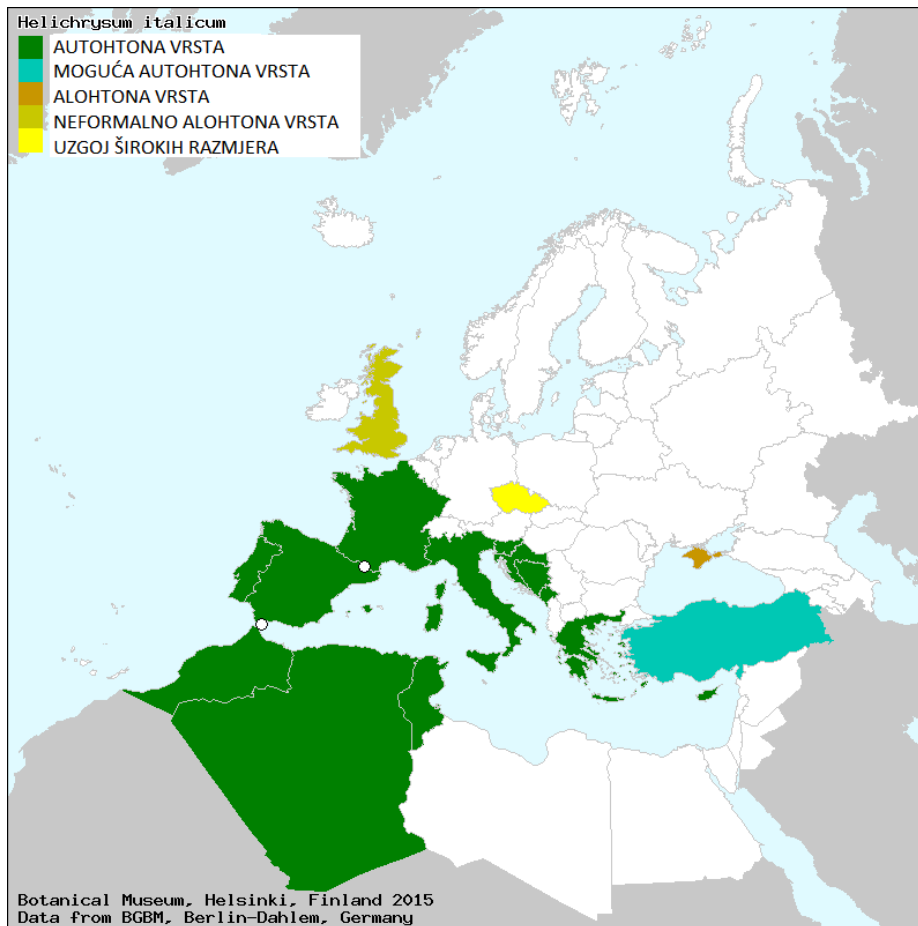 Helichrysum italicum
AUTOHTONA VRSTA
MOGUĆA AUTOHTONA VRSTA
ALOHTONA VRSTA
NEFORMALNO ALOHTONA VRSTA
UZGOJ ŠIROKIH RAZMJERA
Botanical Museum, Helsinki, Finland 2015
Data from BGBM, Berlin-Dahlem, Germany